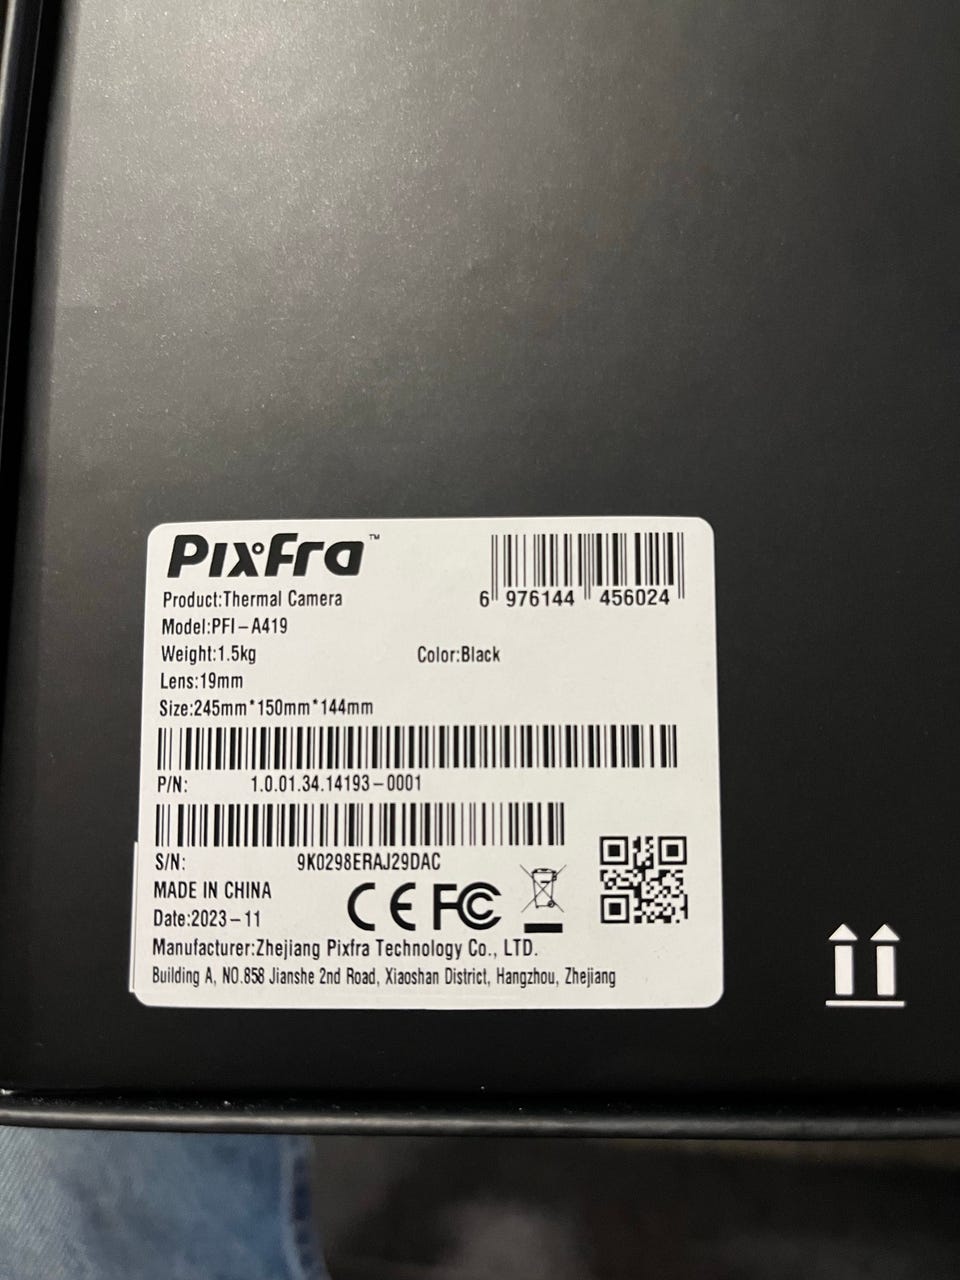 PIxFra™
6 976144 456024
Product:Thermal Camera
Model:PFI-A419
Weight:1.5kg Color:Black
Lens:19mm
Size:245mm*150mm*144mm
P/N: 1.0.01.34.14193-0001
S/N: 9K0298ERAJ29DAC
MADE IN CHINA
Date:2023-11
CE FC
Manufacturer:Zhejiang Pixfra Technology Co., LTD.
Building A, NO.858 Jianshe 2nd Road, Xiaoshan District, Hangzhou, Zhejiang